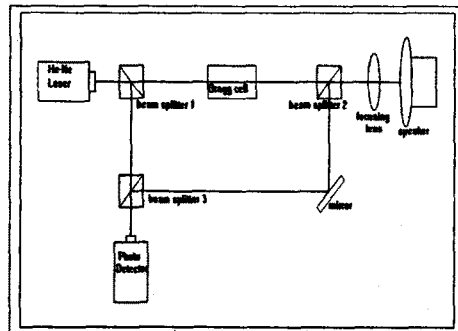 He-Ne
Laser
beam splitter 1
Bragg cell
beam splitter 2
focusing
lens
speaker
beam splitter 3
mirror
Photo
Detector